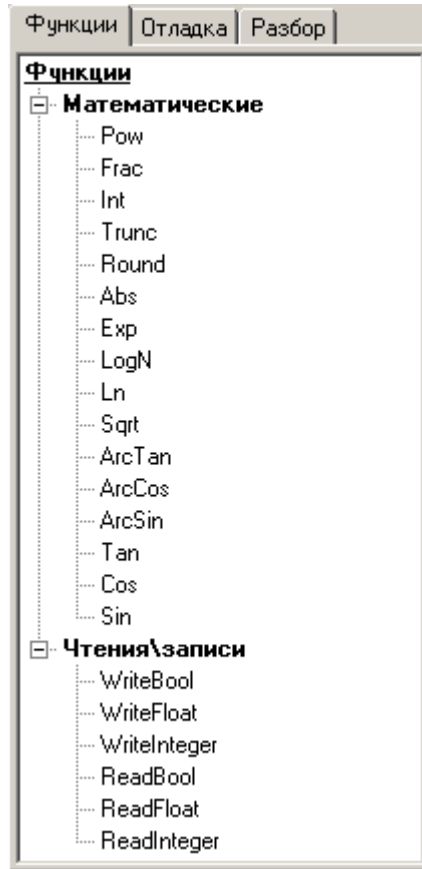 Функции Отладка Разбор
Функции
Математические
Pow
Frac
Int
Trunc
Round
Abs
Exp
LogN
Ln
Sqrt
ArcTan
ArcCos
ArcSin
Tan
Cos
Sin
Чтения\записи
WriteBool
WriteFloat
WriteInteger
ReadBool
ReadFloat
ReadInteger